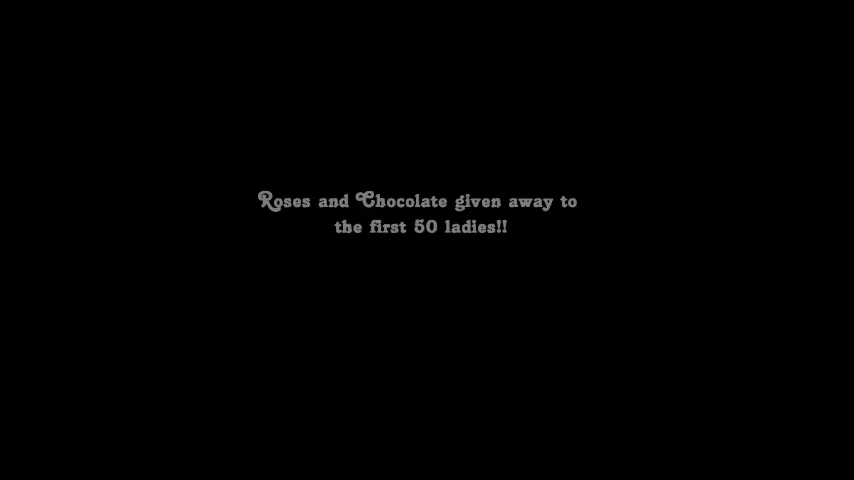 Roses and Chocolate given away to
the first 50 ladies!!